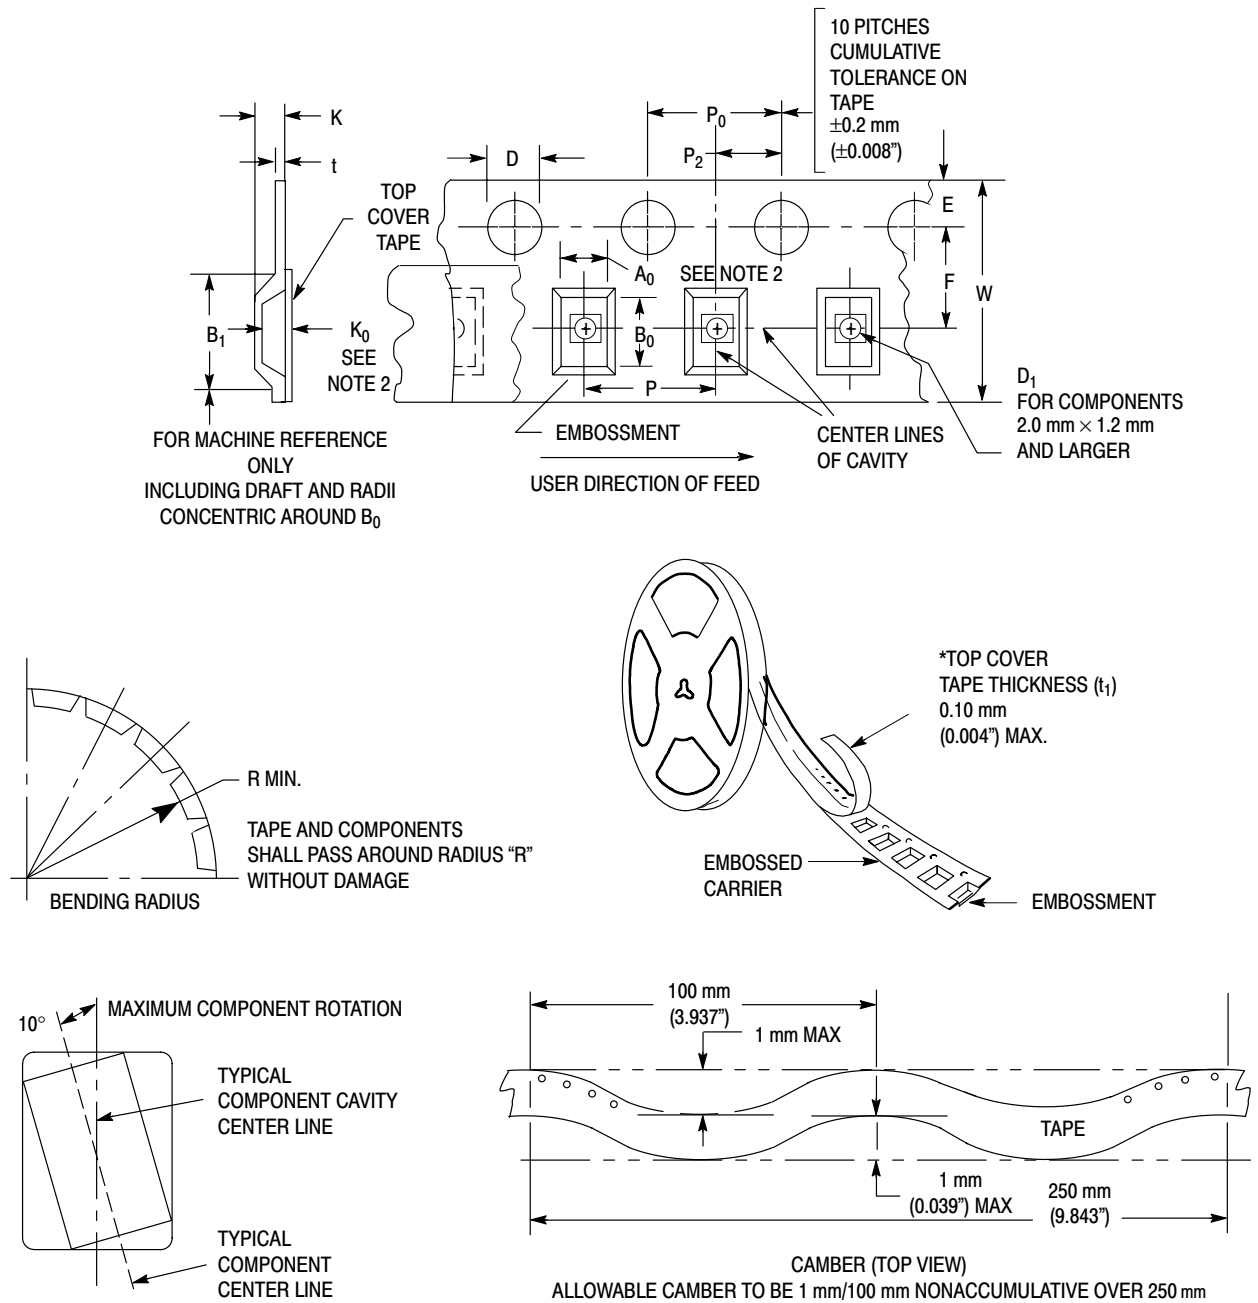 10 PITCHES
CUMULATIVE
TOLERANCE ON
TAPE
±0.2 mm
(±0.008”)
K
t
P0
P2
D
E
TOP
COVER
TAPE
A0
SEE NOTE 2
F
W
B1
K0
SEE
NOTE 2
B0
P
D1
FOR COMPONENTS
2.0 mm × 1.2 mm
AND LARGER
FOR MACHINE REFERENCE
ONLY
INCLUDING DRAFT AND RADII
CONCENTRIC AROUND B0
EMBOSSMENT
CENTER LINES
OF CAVITY
USER DIRECTION OF FEED
*TOP COVER
TAPE THICKNESS (t1)
0.10 mm
(0.004”) MAX.
R MIN.
TAPE AND COMPONENTS
SHALL PASS AROUND RADIUS “R”
WITHOUT DAMAGE
BENDING RADIUS
EMBOSSED
CARRIER
EMBOSSMENT
10°
MAXIMUM COMPONENT ROTATION
TYPICAL
COMPONENT CAVITY
CENTER LINE
TYPICAL
COMPONENT
CENTER LINE
100 mm
(3.937”)
1 mm MAX
TAPE
1 mm
(0.039”) MAX
250 mm
(9.843”)
CAMBER (TOP VIEW)
ALLOWABLE CAMBER TO BE 1 mm/100 mm NONACCUMULATIVE OVER 250 mm